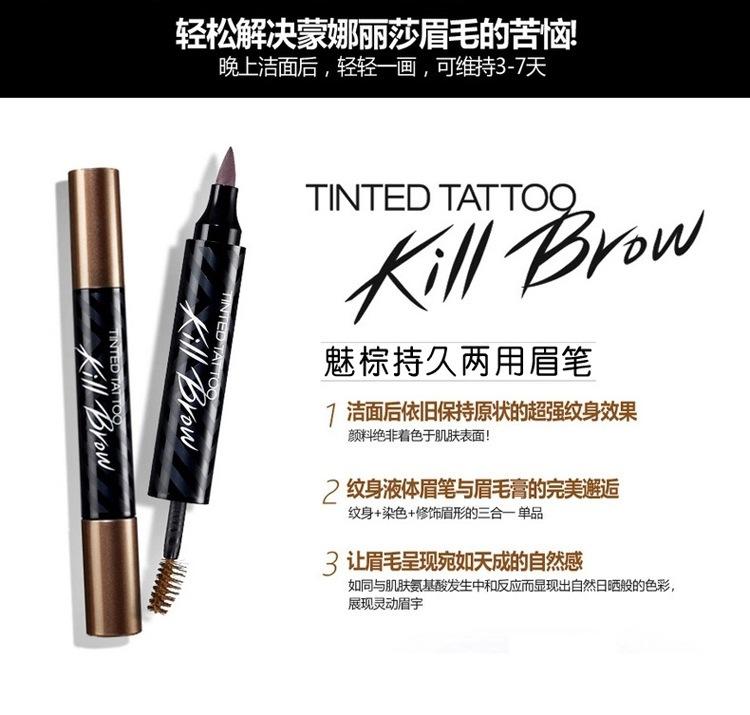 轻松解决蒙娜丽莎眉毛的苦恼!
晚上洁面后，轻轻一画，可维持3-7天
TINTED TATTOO
Kill Brow
魅棕持久两用眉笔
1 洁面后依旧保持原状的超强纹身效果
颜料绝非着色于肌肤表面!
2 纹身液体眉笔与眉毛膏的完美邂逅
纹身+染色+修饰眉形的三合一 单品
3 让眉毛呈现宛如天成的自然感
如同与肌肤氨基酸发生中和反应而显现出自然日晒般的色彩，
展现灵动眉宇
TINTED TATTOO
Kill Brow
TINTED TATTOO
Kill Brow